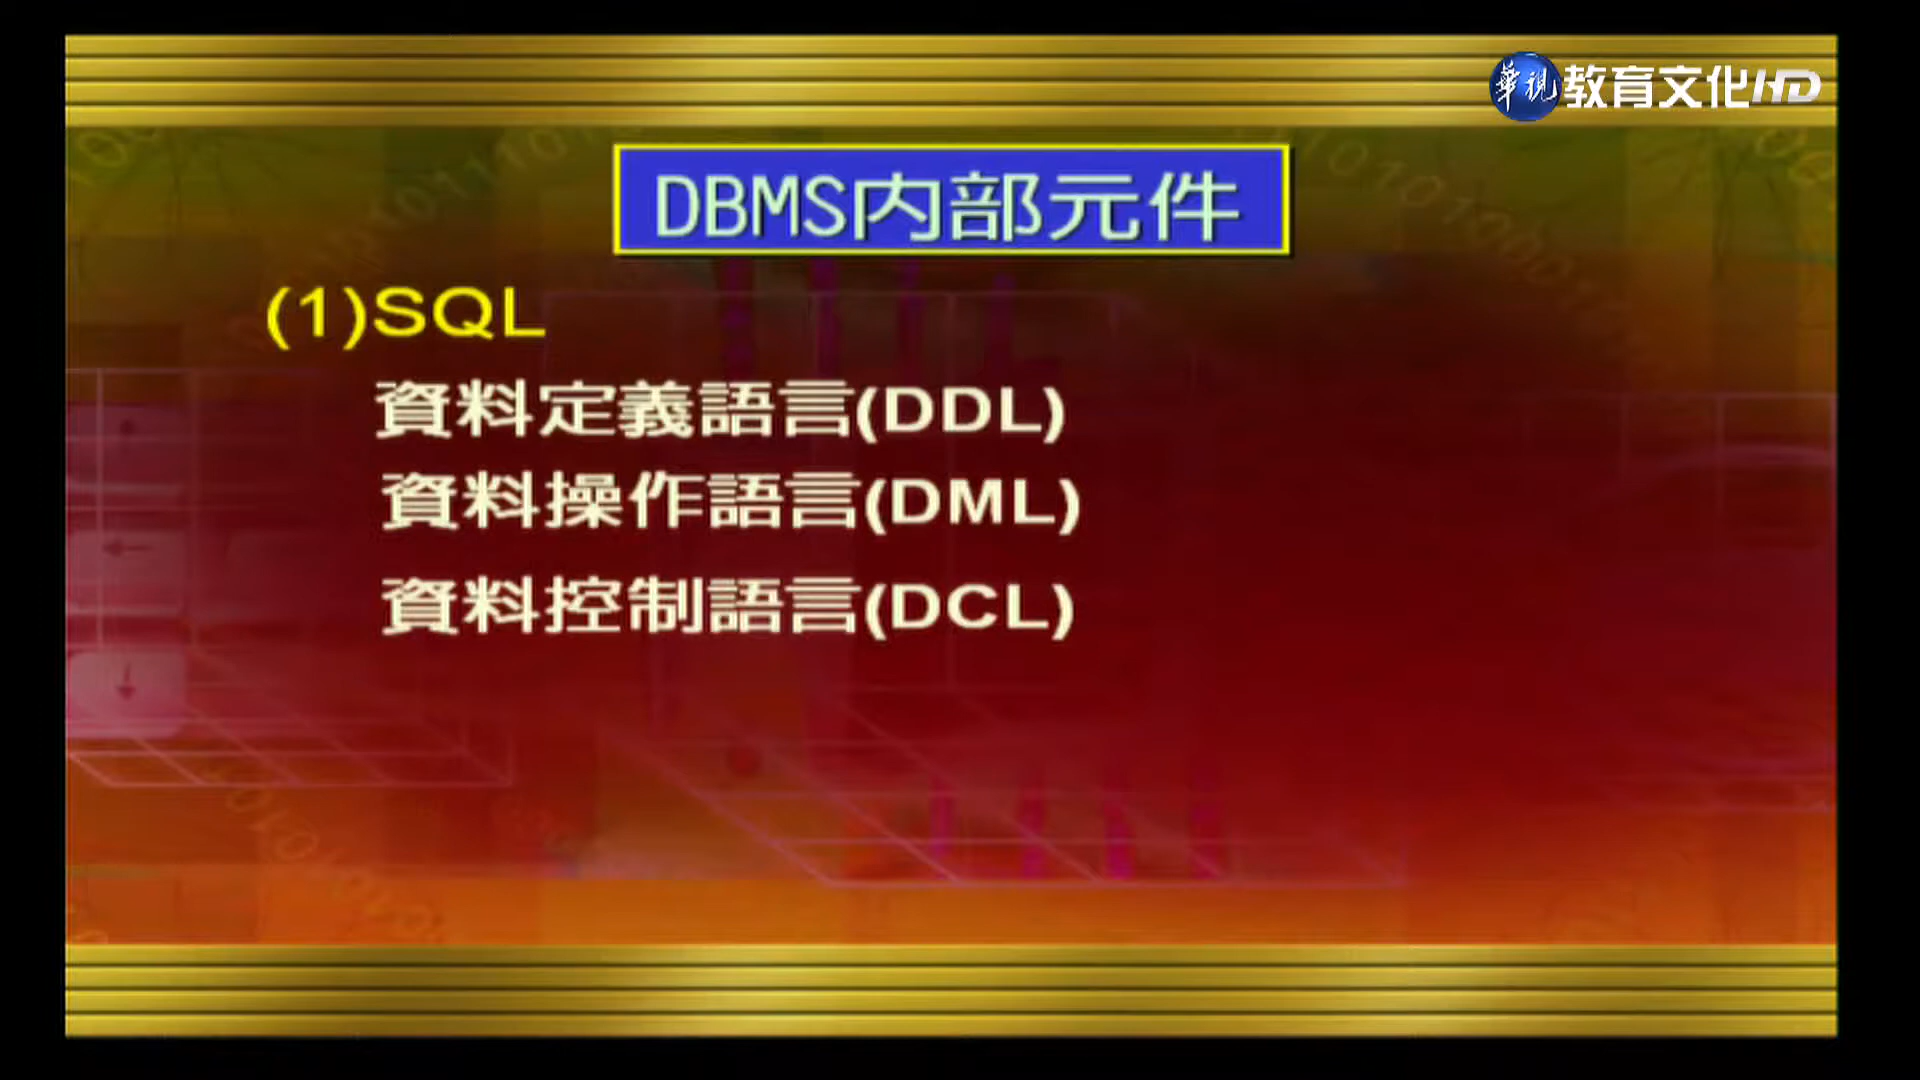 華視 教育文化HD
DBMS內部元件
(1)SQL
資料定義語言(DDL)
資料操作語言(DML)
資料控制語言(DCL)